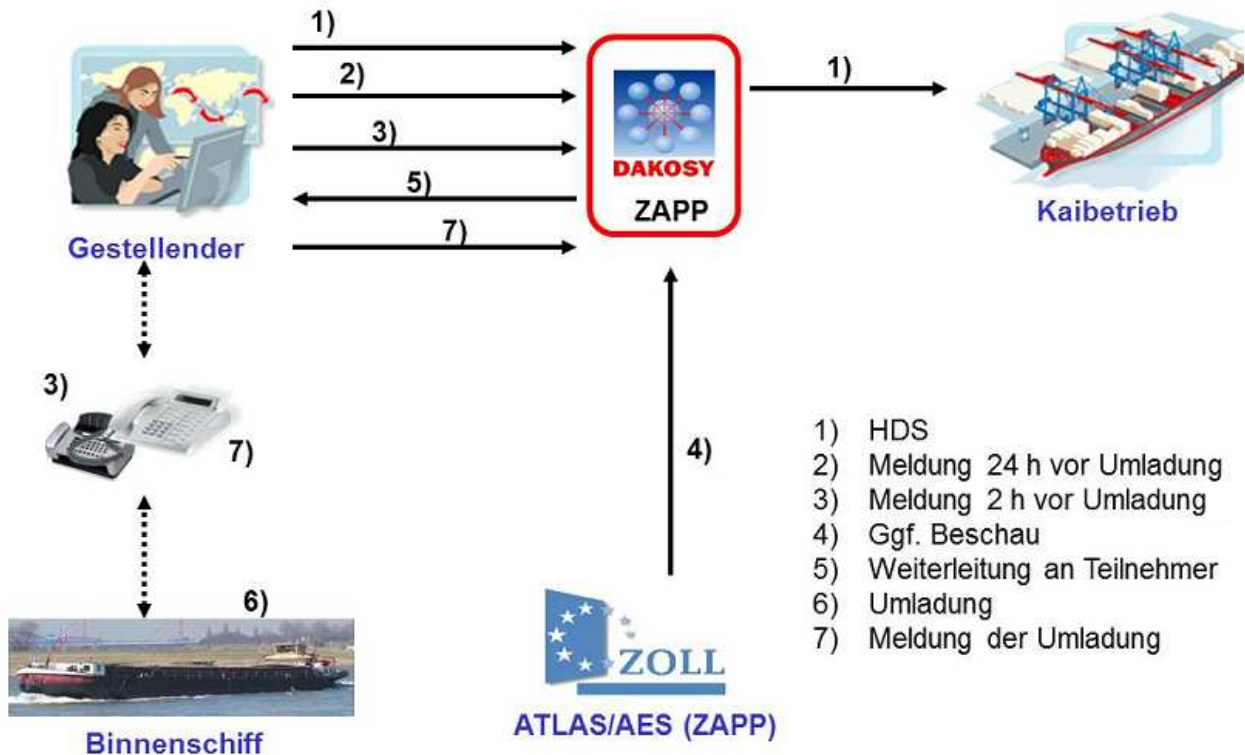 1)
2)
3)
5)
7)
DAKOSY
ZAPP
1)
Gestellender
Kaibetrieb
3)
7)
4)
6)
Binnenschiff
ZOLL
ATLAS/AES (ZAPP)
1) HDS
2) Meldung 24 h vor Umladung
3) Meldung 2 h vor Umladung
4) Ggf. Beschau
5) Weiterleitung an Teilnehmer
6) Umladung
7) Meldung der Umladung